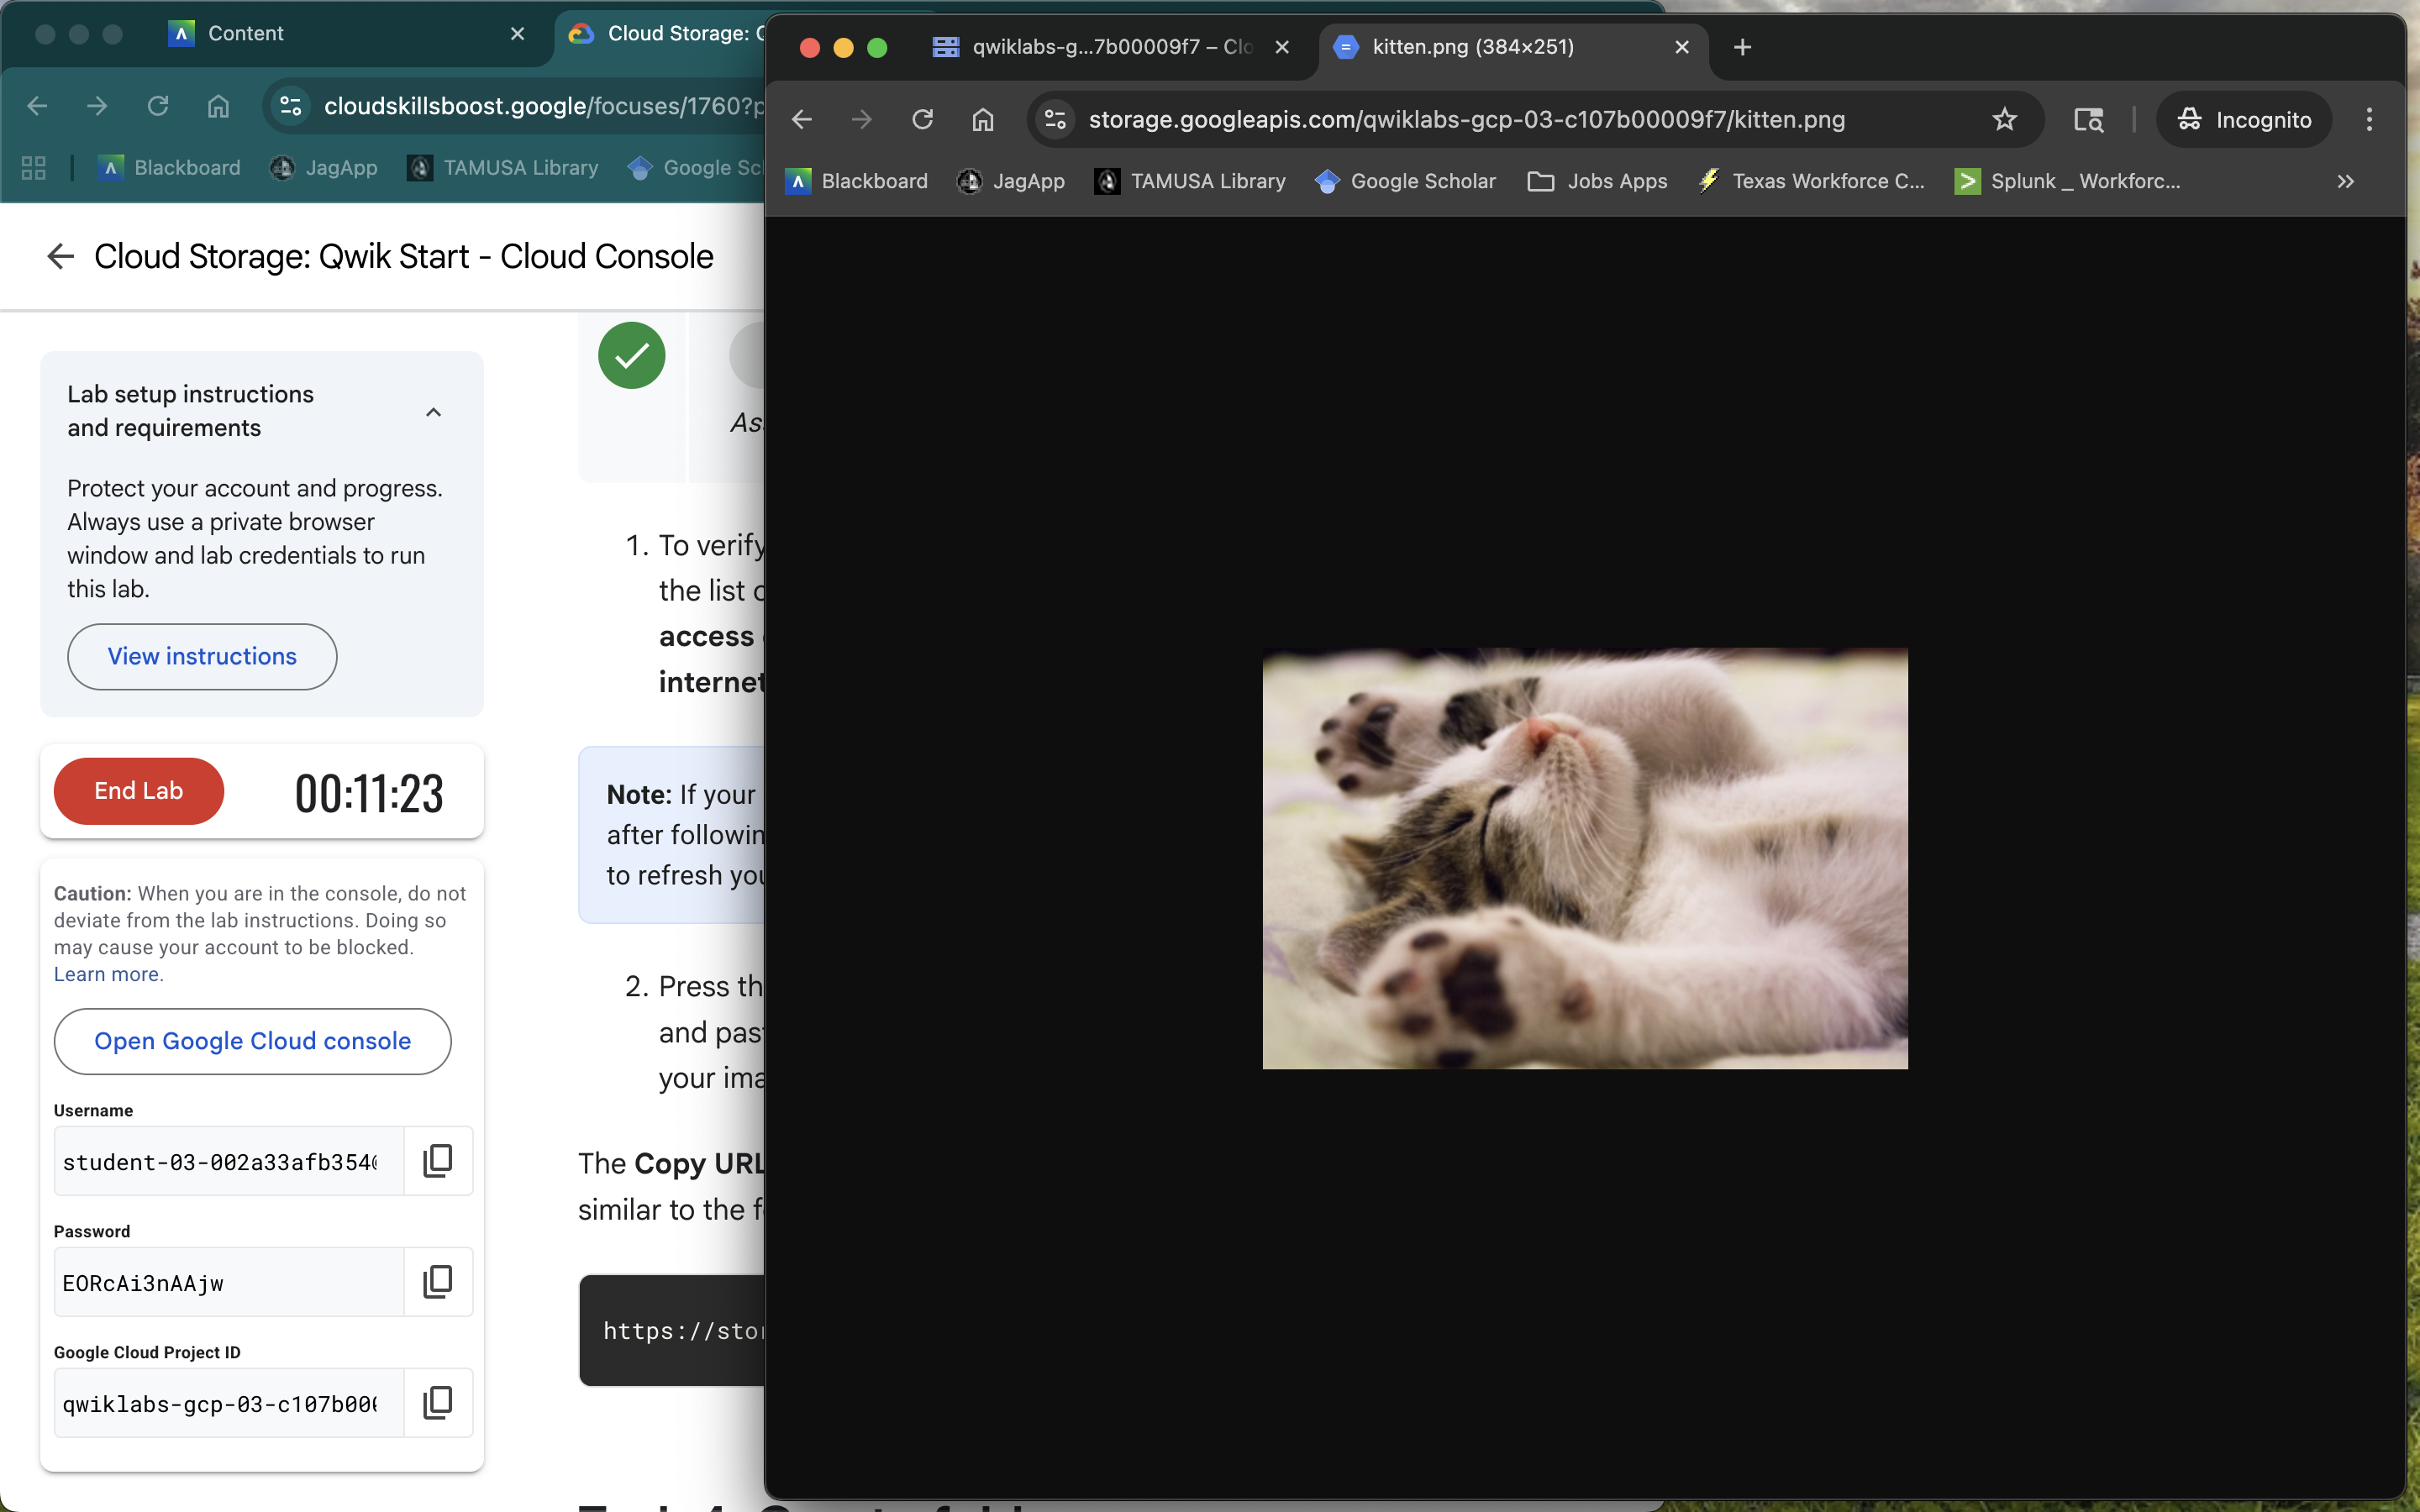 Content
Cloud Storage:
cloudskillsboost.google/focuses/1760?p
Blackboard
JagApp
TAMUSA Library
Google Sc
Cloud Storage: Qwik Start - Cloud Console
Lab setup instructions
and requirements
Protect your account and progress.
Always use a private browser
window and lab credentials to run
this lab.
View instructions
End Lab
00:11:23
Caution: When you are in the console, do not
deviate from the lab instructions. Doing so
may cause your account to be blocked.
Learn more.
Open Google Cloud console
Username
student-03-002a33afb354@
Password
EORcAi3nAAjw
Google Cloud Project ID
qwiklabs-gcp-03-c107b000
As
1. To verify
the list
access
internet
Note: If your
after followin
to refresh you
2. Press th
and past
your ima
The Copy URL
similar to the f
https://stor
qwiklabs-g...7b00009f7 – Clo
kitten.png (384×251)
storage.googleapis.com/qwiklabs-gcp-03-c107b00009f7/kitten.png
Incognito
Blackboard
JagApp
TAMUSA Library
Google Scholar
Jobs Apps
Texas Workforce C...
Splunk _ Workforc...